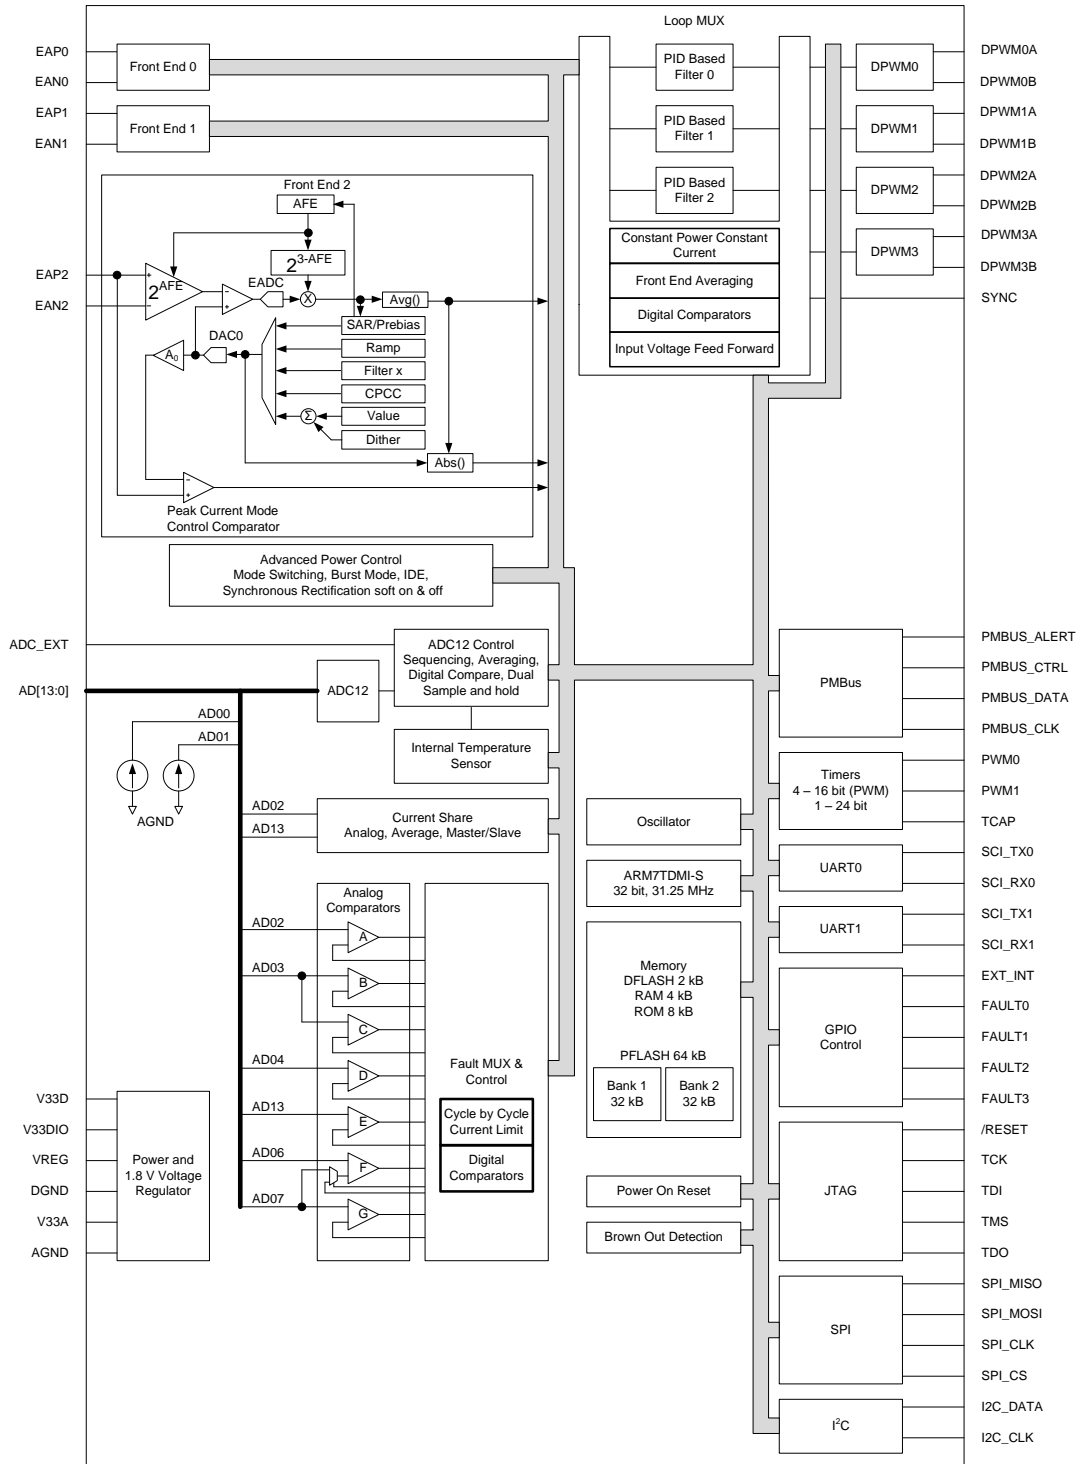 Loop MUX
EAP0
EAN0
EAP1
EAN1
Front End 0
Front End 1
Front End 2
AFE
2^3-AFE
EAP2
EAN2
+
-
2^AFE
-
+
EADC
X
Avg()
SAR/Prebias
Ramp
Filter x
CPCC
Value
Dither
Σ
DAC0
A₀
Abs()
-
+
Peak Current Mode
Control Comparator
PID Based
Filter 0
PID Based
Filter 1
PID Based
Filter 2
Constant Power Constant
Current
Front End Averaging
Digital Comparators
Input Voltage Feed Forward
DPWM0
DPWM1
DPWM2
DPWM3
DPWM0A
DPWM0B
DPWM1A
DPWM1B
DPWM2A
DPWM2B
DPWM3A
DPWM3B
SYNC
Advanced Power Control
Mode Switching, Burst Mode, IDE,
Synchronous Rectification soft on & off
ADC_EXT
AD[13:0]
ADC12
ADC12 Control
Sequencing, Averaging,
Digital Compare, Dual
Sample and hold
Internal Temperature
Sensor
AD00
AD01
AGND
AD02
AD13
Current Share
Analog, Average, Master/Slave
Analog
Comparators
AD02
AD03
AD04
AD13
AD06
AD07
A
B
C
D
E
F
G
Fault MUX &
Control
Cycle by Cycle
Current Limit
Digital
Comparators
V33D
V33DIO
VREG
DGND
V33A
AGND
Power and
1.8 V Voltage
Regulator
Oscillator
ARM7TDMI-S
32 bit, 31.25 MHz
Memory
DFLASH 2 kB
RAM 4 kB
ROM 8 kB
PFLASH 64 kB
Bank 1
32 kB
Bank 2
32 kB
Power On Reset
Brown Out Detection
PMBus
Timers
4 – 16 bit (PWM)
1 – 24 bit
UART0
UART1
GPIO
Control
JTAG
SPI
I²C
PMBUS_ALERT
PMBUS_CTRL
PMBUS_DATA
PMBUS_CLK
PWM0
PWM1
TCAP
SCI_TX0
SCI_RX0
SCI_TX1
SCI_RX1
EXT_INT
FAULT0
FAULT1
FAULT2
FAULT3
/RESET
TCK
TDI
TMS
TDO
SPI_MISO
SPI_MOSI
SPI_CLK
SPI_CS
I2C_DATA
I2C_CLK